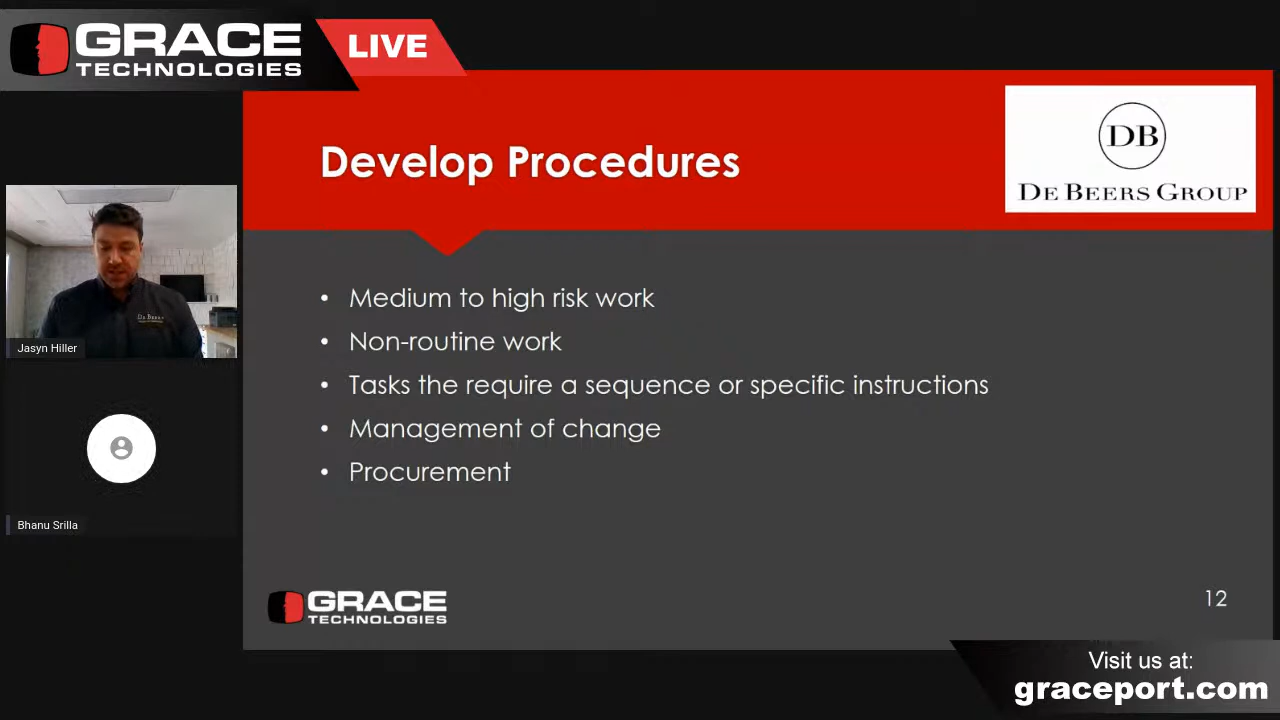 GRACE
TECHNOLOGIES
LIVE
Develop Procedures
DB
DE BEERS GROUP
• Medium to high risk work
• Non-routine work
• Tasks the require a sequence or specific instructions
• Management of change
• Procurement
De Beers
Jasyn Hiller
Bhanu Srilla
GRACE
TECHNOLOGIES
12
Visit us at:
graceport.com